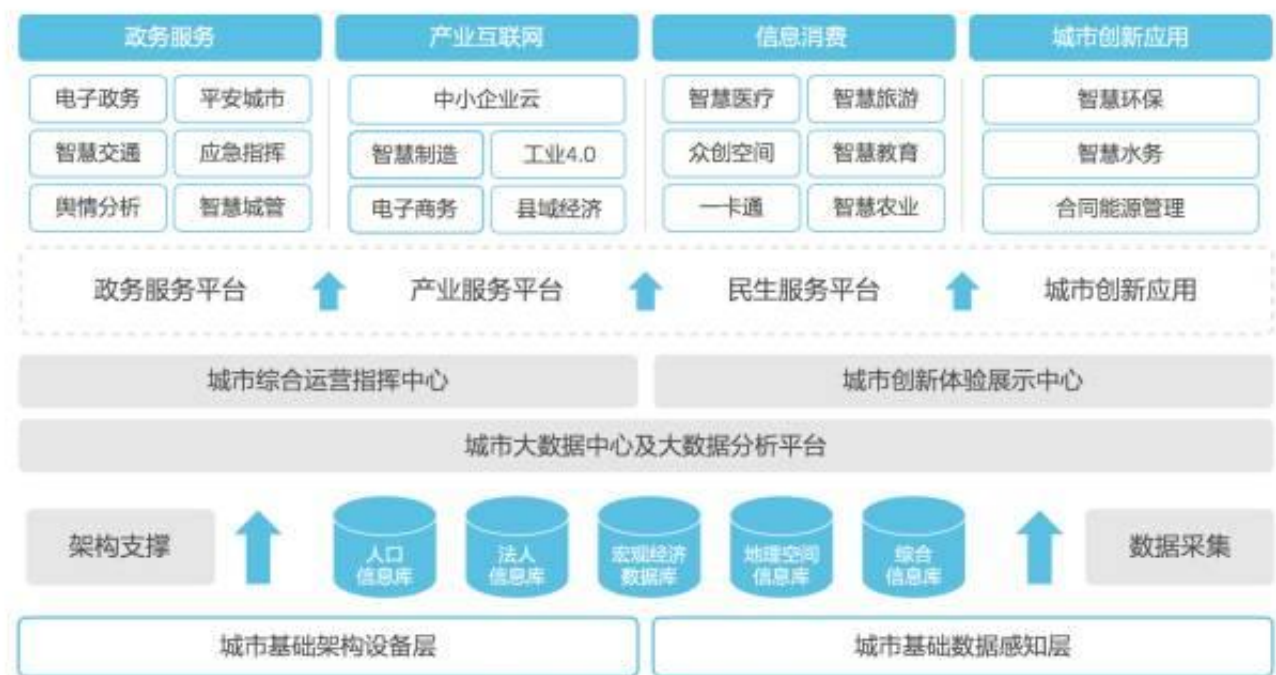 政务服务
产业互联网
信息消费
城市创新应用
电子政务
平安城市
中小企业云
智慧医疗
智慧旅游
智慧环保
智慧交通
应急指挥
智慧制造
工业4.0
众创空间
智慧教育
智慧水务
舆情分析
智慧城管
电子商务
县域经济
一卡通
智慧农业
合同能源管理
政务服务平台
产业服务平台
民生服务平台
城市创新应用
城市综合运营指挥中心
城市创新体验展示中心
城市大数据中心及大数据分析平台
架构支撑
人口
信息库
法人
信息库
宏观经济
数据库
地理空间
信息库
综合
信息库
数据采集
城市基础架构设备层
城市基础数据感知层